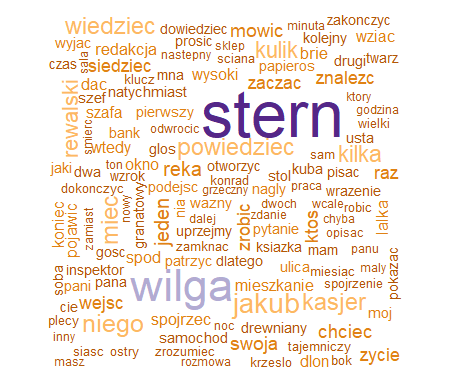 wiedziec dowiedziec mowic minuta zakonczyc
wyjac redakcja prosic sklep kolejny wziac
czas sala siedziec nastepny sciana kulik brie drugi twarz
dac klucz mna wysoki papieros znalezc
szef natychmiast zaczac ktory
rewalski smierc szafa pierwszy stern godzina
bank odwrocic wielki
wtedy glos powiedziec usta
jaki dwa ton okno reka otworzyc sam kilka
dokonczyc wzrok konrad stol kuba pisac raz
miec nowy podejsc grzeczny nagly praca wrazenie
koniec pojawic zamiast granatowy nia wazny dwoch wcale robic lalka
jeden dalej zdanie ktos chyba
uprzejmy zrobic pytanie opisac
gosc zamknac ksiazka mam panu
soba inspektor spod patrzyc dlatego ulica miesiac maly pokazac
pani pana wilga mieszkanie spojrzenie
cie wejsc jakub kasjer moj
plecy niego spojrzec noc drewniany chciec
inny samochod swoja tajemniczy
siasc ostry zrozumiec dlon bok zycie
masz rozmowa krzeslo